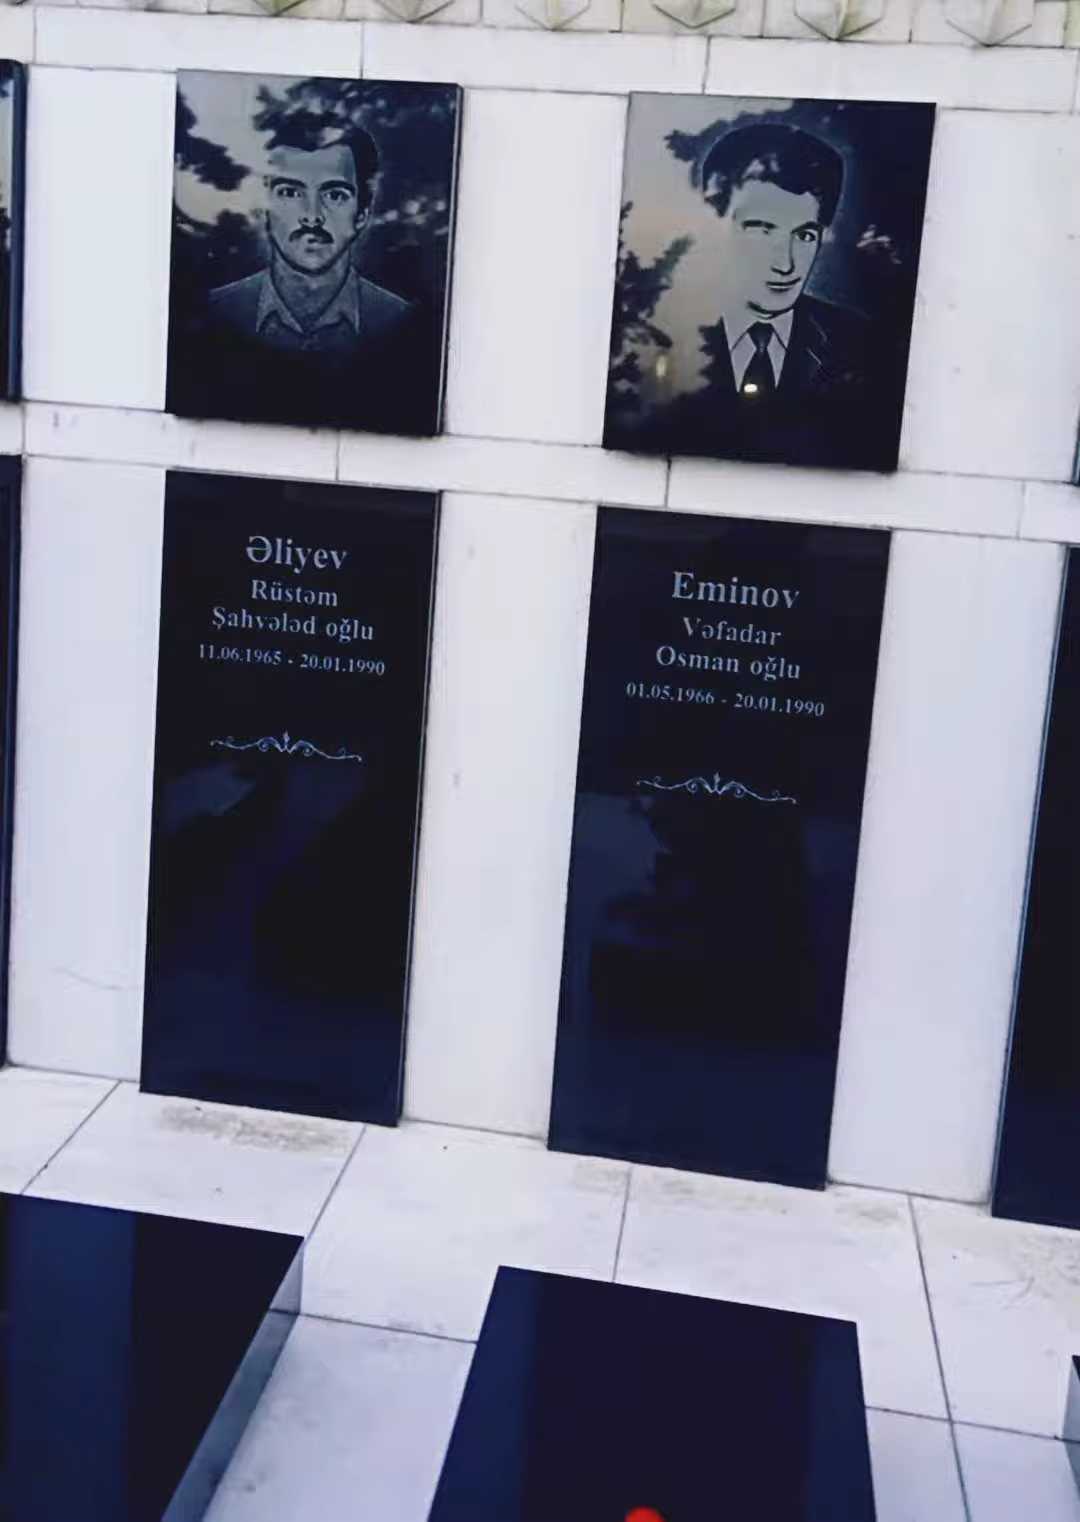 Əliyev
Rüstəm
Şahvələd oğlu
11.06.1965 - 20.01.1990
Eminov
Vəfadar
Osman oğlu
01.05.1966 - 20.01.1990